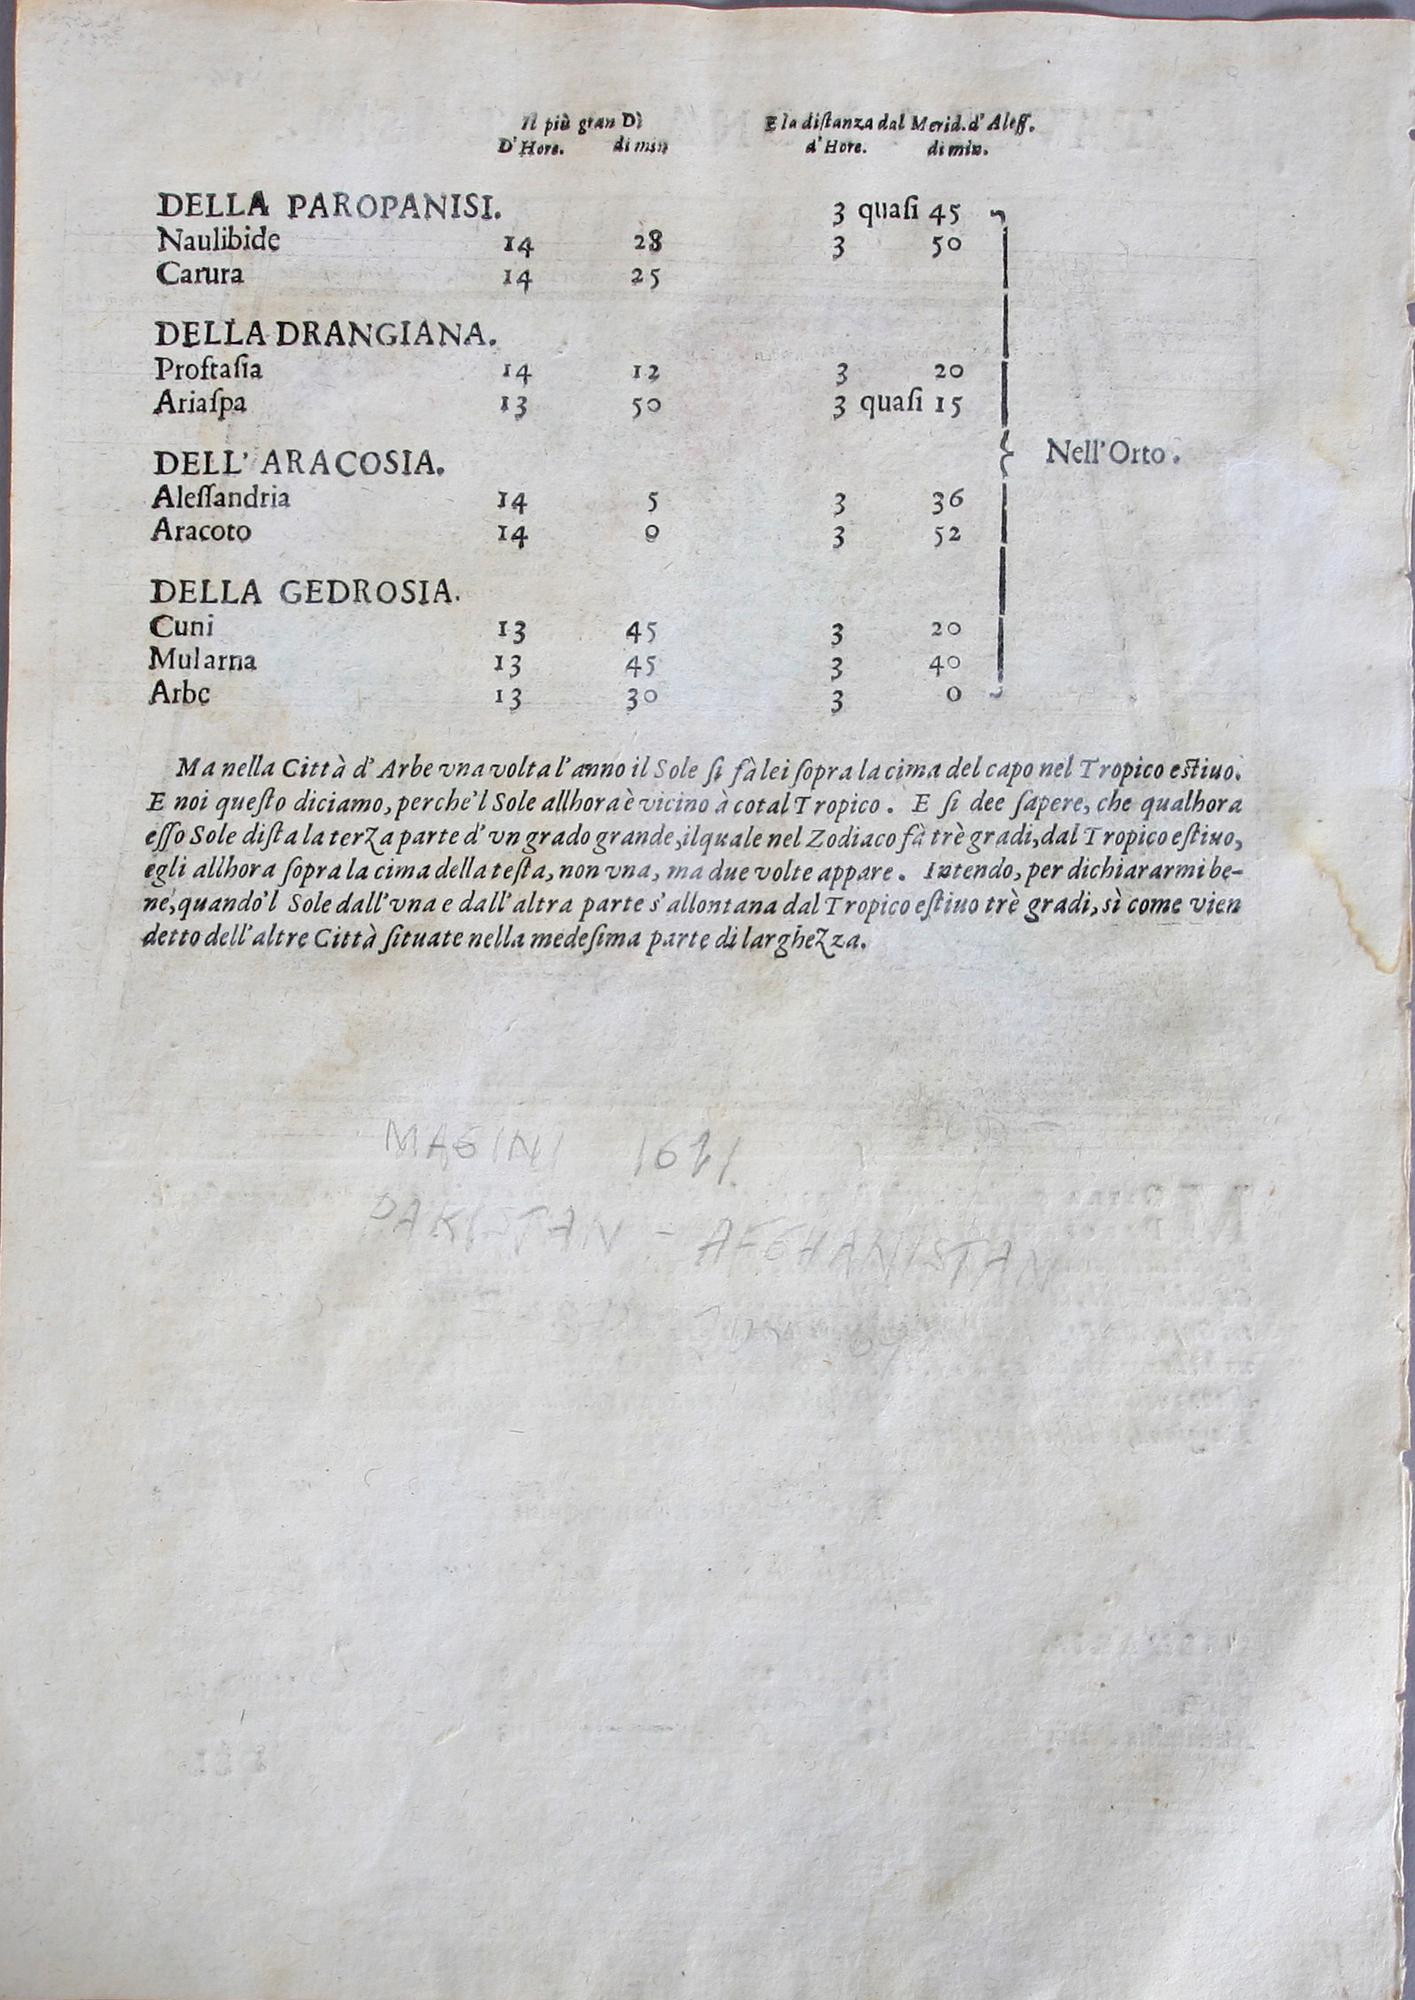 Il più gran Dì E la diſtanza dal Merid. d' Aleſſ.
D' Hore. di min d' Hore. di min.
DELLA PAROPANISI. 3 quaſi 45
Naulibide 14 28 3 50
Carura 14 25
DELLA DRANGIANA.
Proftaſia 14 12 3 20
Ariaſpa 13 50 3 quaſi 15
DELL' ARACOSIA. Nell'Orto.
Aleſſandria 14 5 3 36
Aracoto 14 0 3 52
DELLA GEDROSIA.
Cuni 13 45 3 20
Mularna 13 45 3 40
Arbe 13 30 3 0
Ma nella Città d' Arbe vna volta l'anno il Sole ſi fà lei ſopra la cima del capo nel Tropico eſtiuo.
E noi queſto diciamo, perche'l Sole allhora è vicino à cotal Tropico. E ſi dee ſapere, che qualhora
eſſo Sole diſta la terza parte d' vn grado grande, ilquale nel Zodiaco fà trè gradi, dal Tropico eſtiuo,
egli allhora ſopra la cima della teſta, non vna, ma due volte appare. Intendo, per dichiararmi be-
ne, quando'l Sole dall'vna e dall'altra parte s'allontana dal Tropico eſtiuo trè gradi, sì come vien
detto dell'altre Città ſituate nella medeſima parte di larghezza.
MAGINI
PAKISTAN - AFGHANISTAN